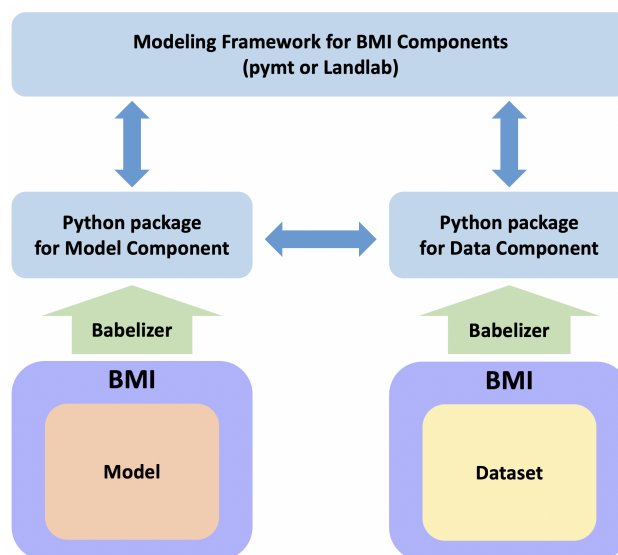 Modeling Framework for BMI Components
(pymt or Landlab)
Python package
for Model Component
Python package
for Data Component
Babelizer
Babelizer
BMI
BMI
Model
Dataset